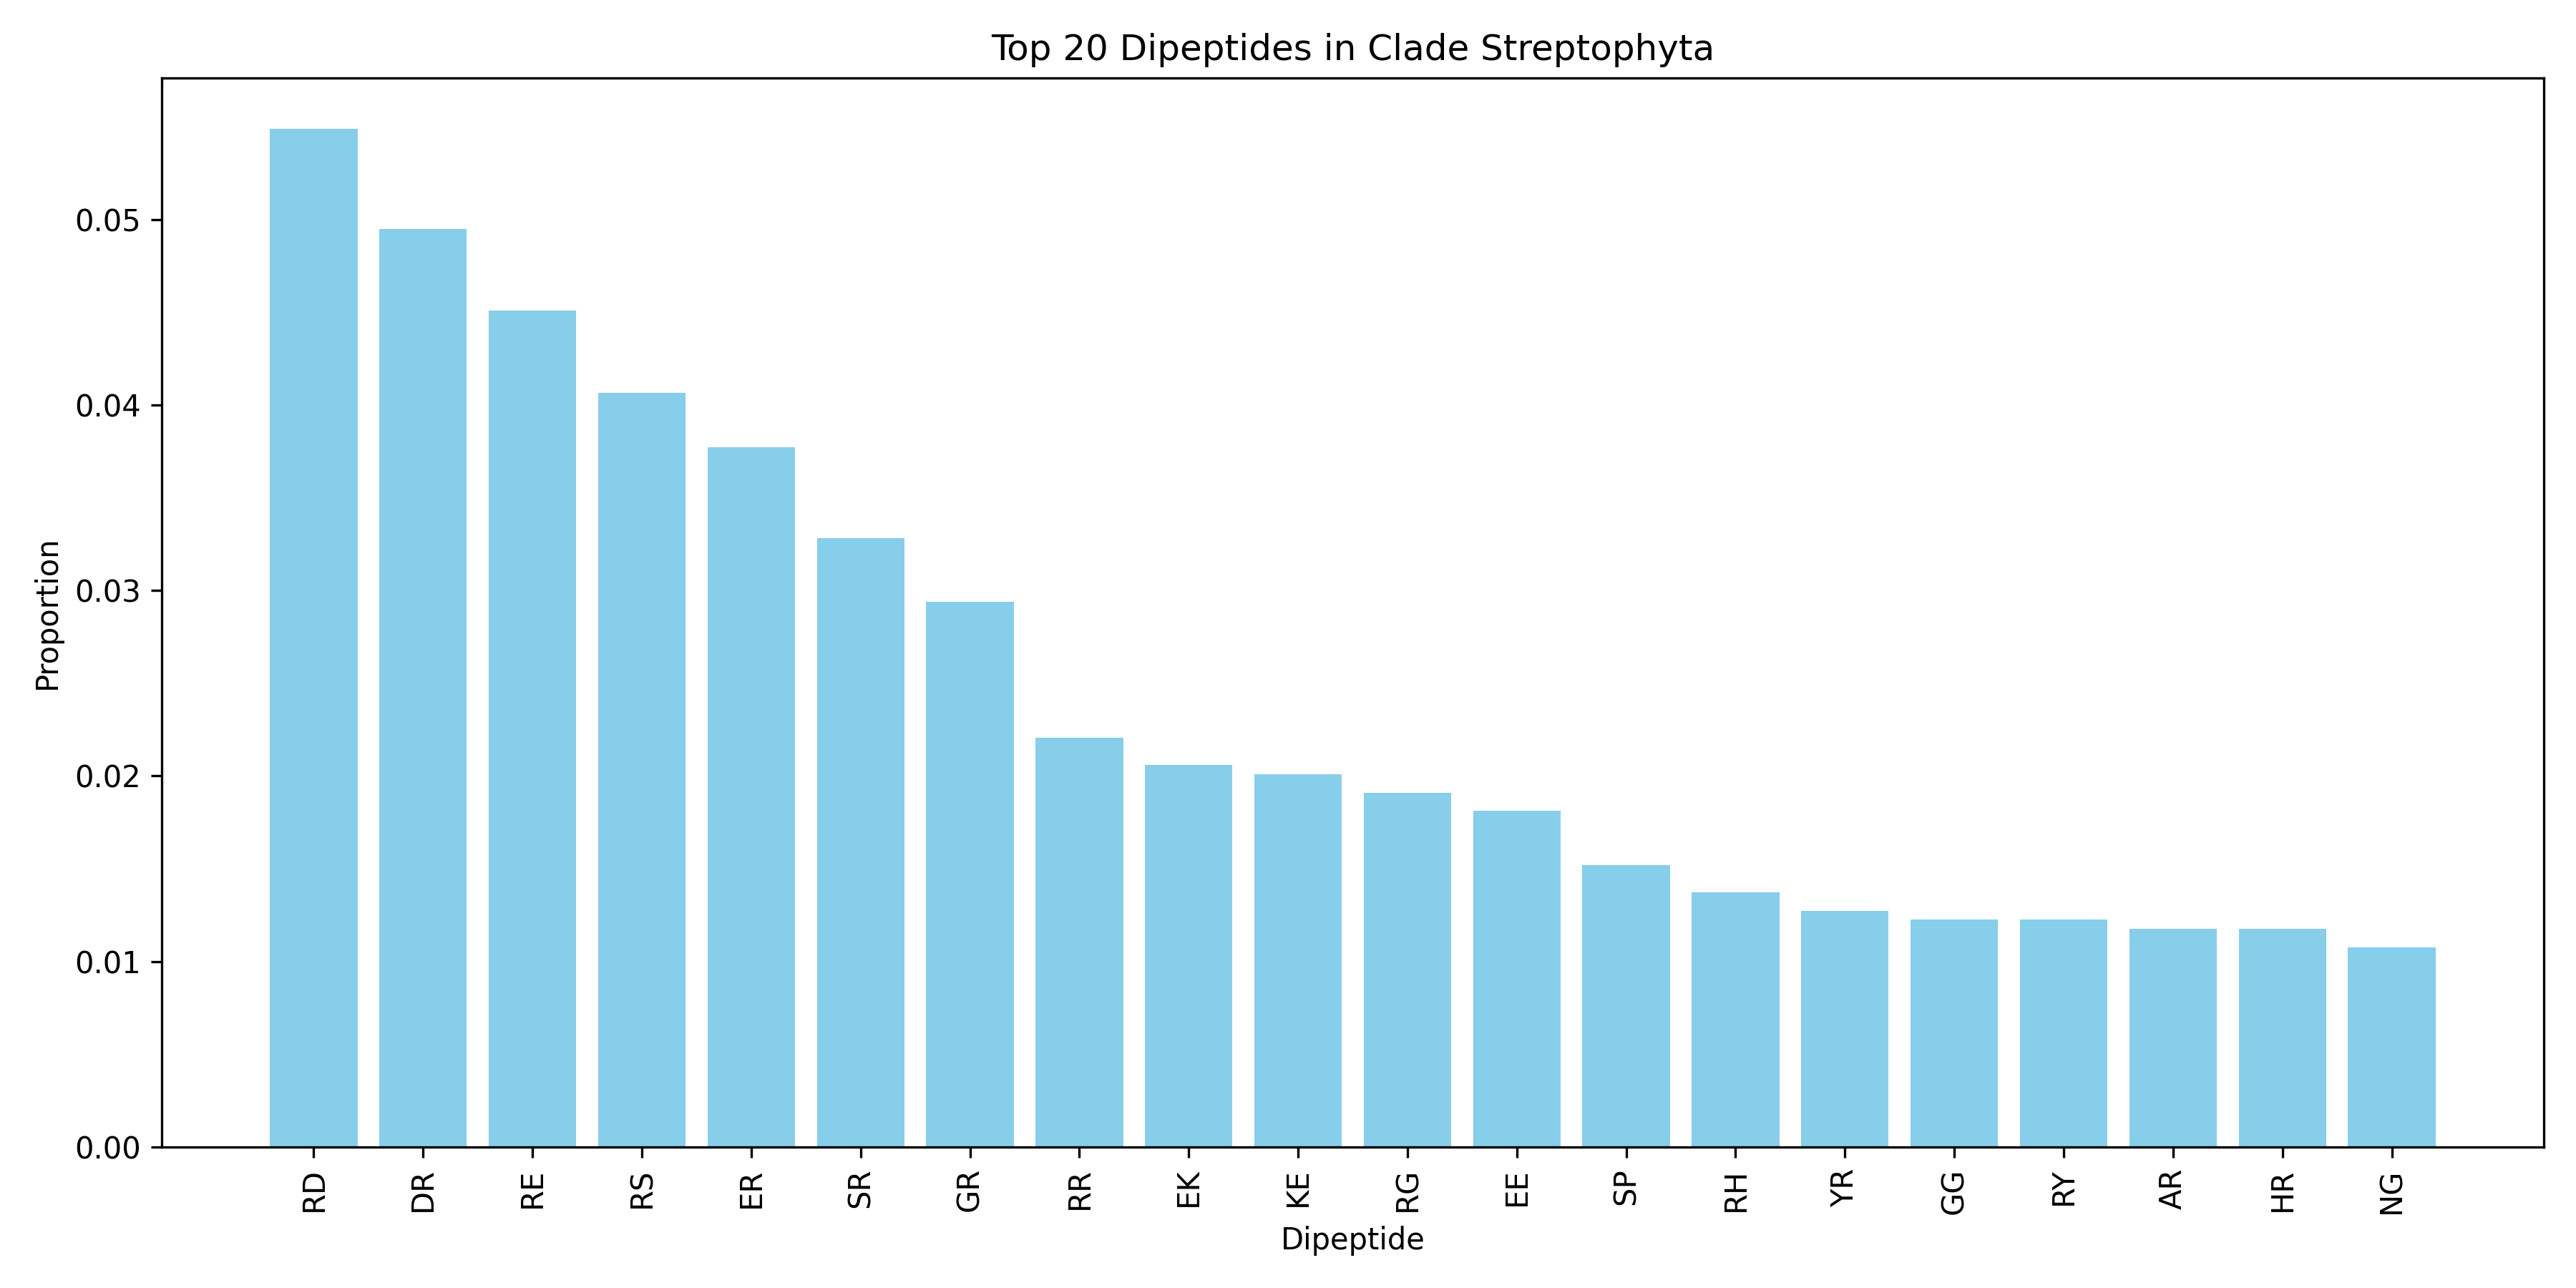 Top 20 Dipeptides in Clade Streptophyta
Proportion
0.05
0.04
0.03
0.02
0.01
0.00
RD DR RE RS ER SR GR RR EK KE RG EE SP RH YR GG RY AR HR NG
Dipeptide